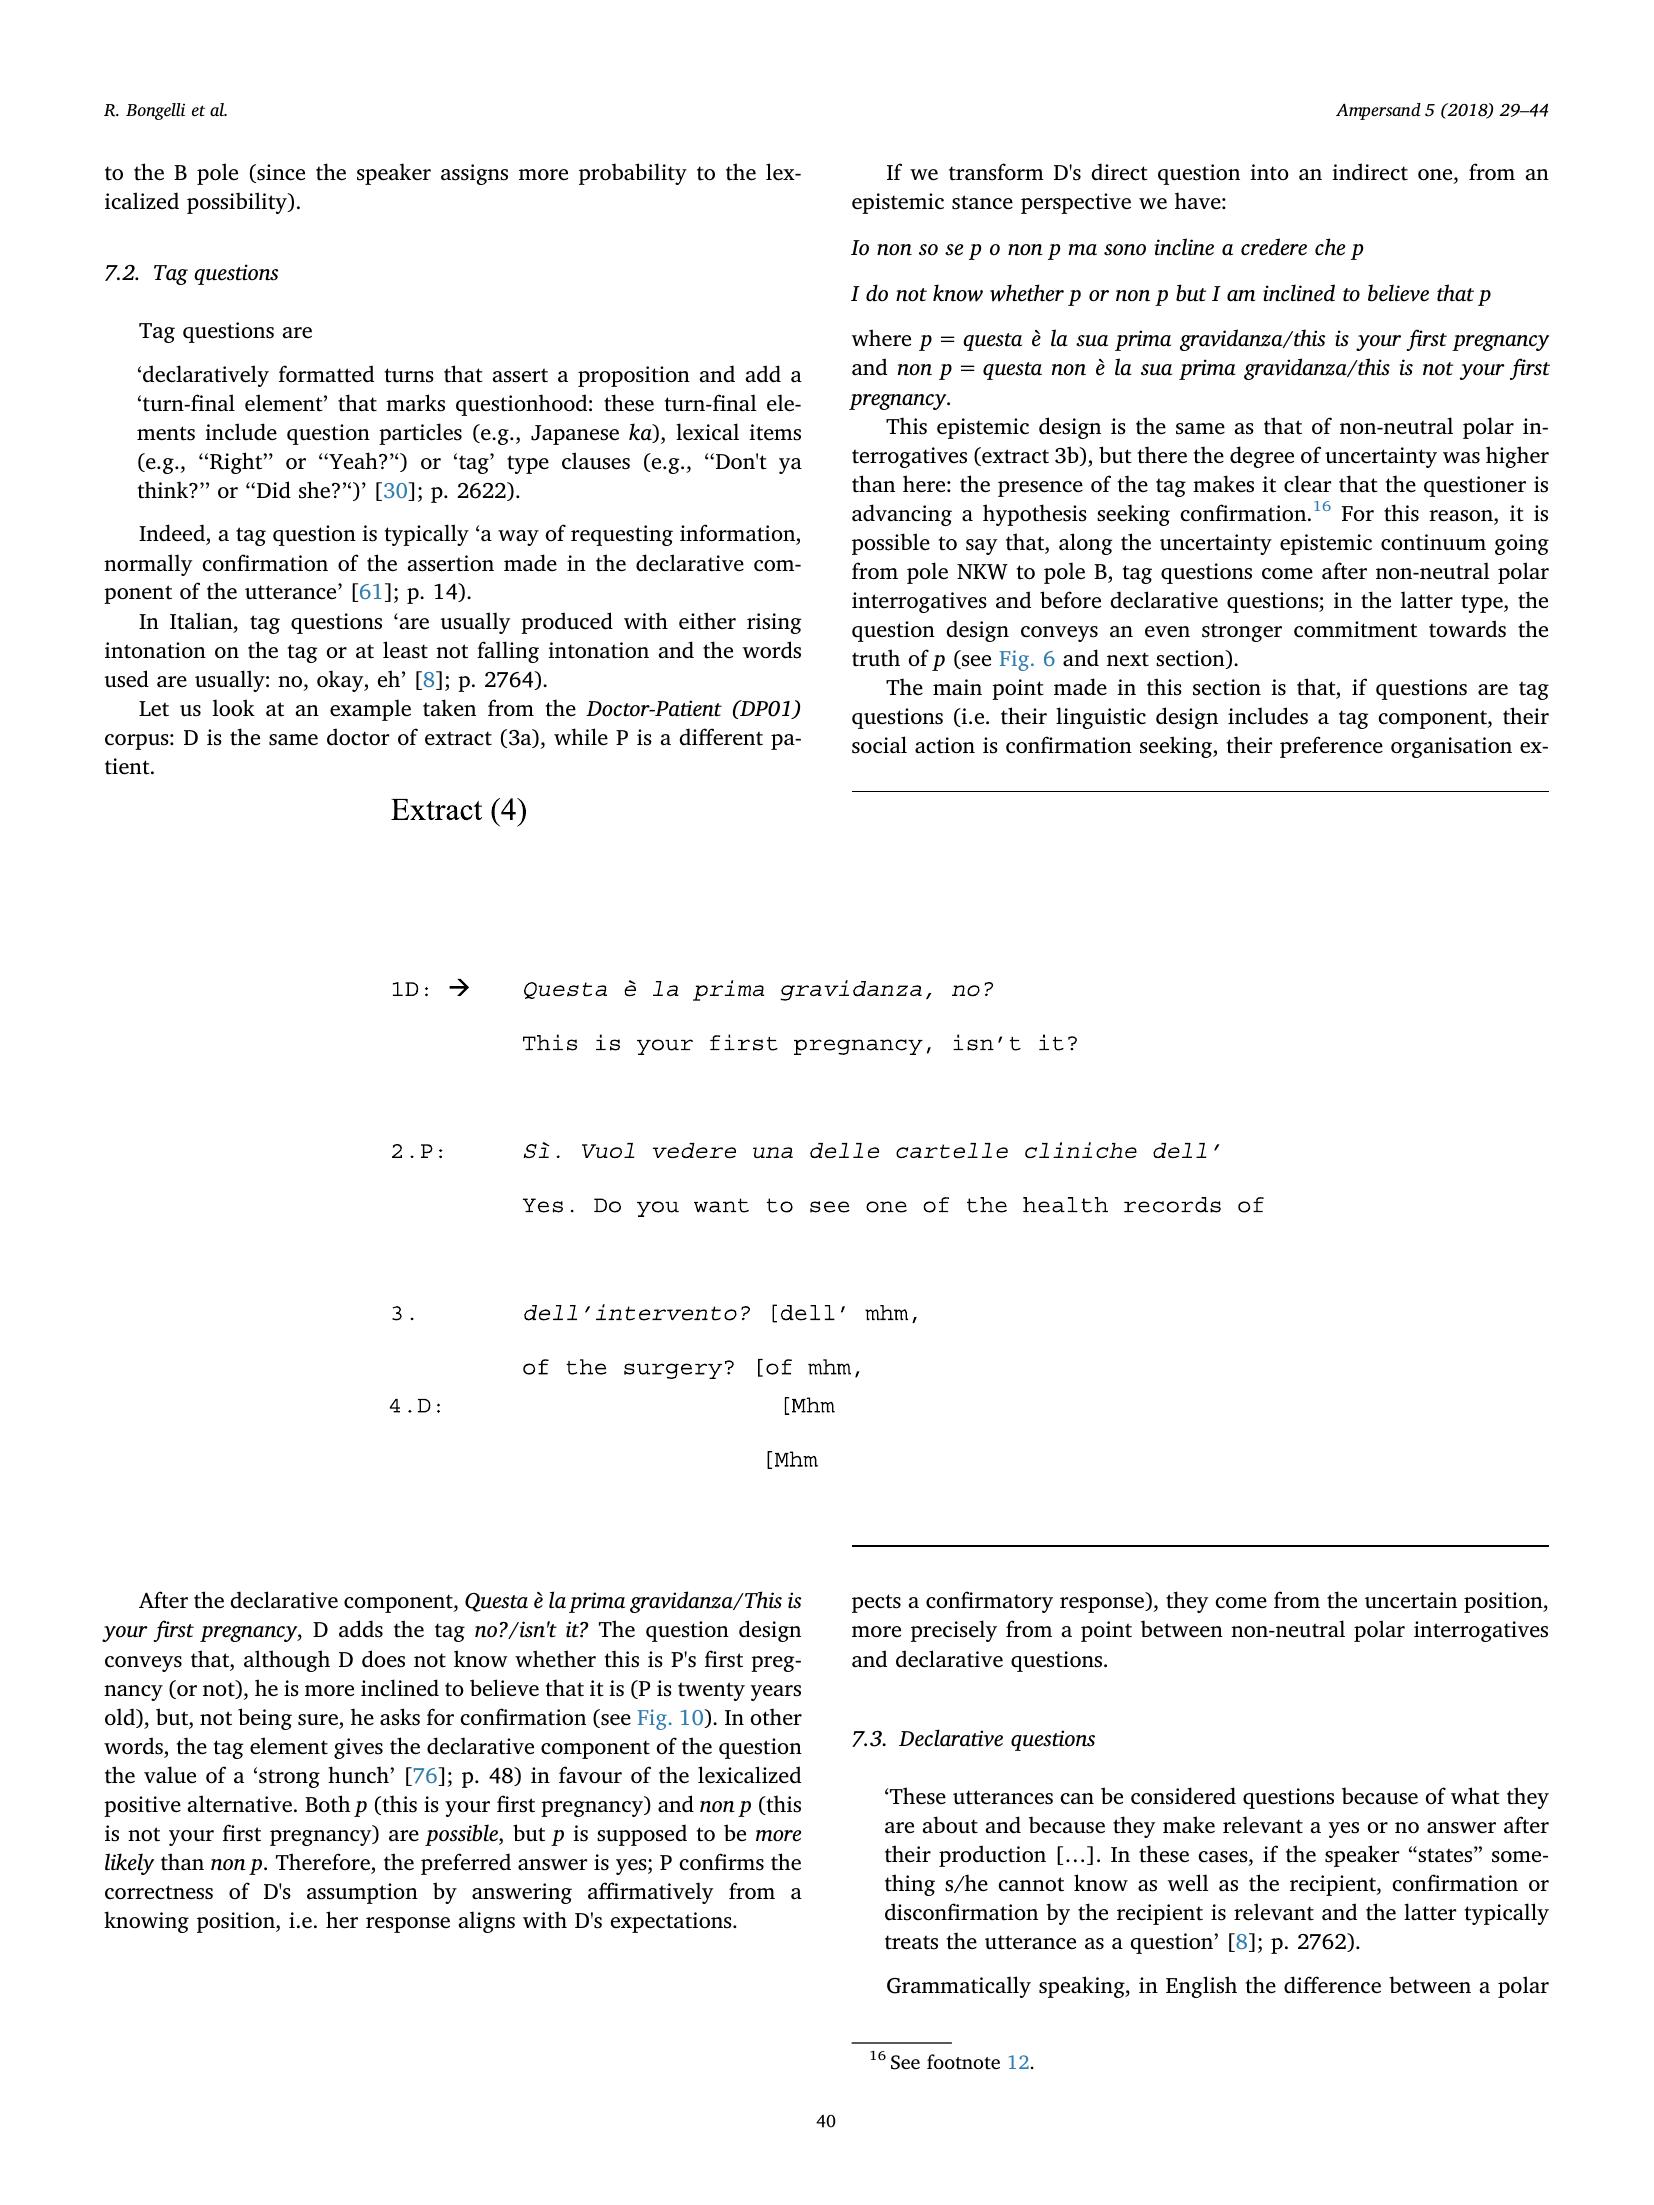 R. Bongelli et al.
Ampersand 5 (2018) 29–44
to the B pole (since the speaker assigns more probability to the lex-
icalized possibility).
7.2. Tag questions
Tag questions are
‘declaratively formatted turns that assert a proposition and add a
‘turn-final element’ that marks questionhood: these turn-final ele-
ments include question particles (e.g., Japanese ka), lexical items
(e.g., “Right” or “Yeah?“) or ‘tag’ type clauses (e.g., “Don't ya
think?” or “Did she?“)’ [30]; p. 2622).
Indeed, a tag question is typically ‘a way of requesting information,
normally confirmation of the assertion made in the declarative com-
ponent of the utterance’ [61]; p. 14).
In Italian, tag questions ‘are usually produced with either rising
intonation on the tag or at least not falling intonation and the words
used are usually: no, okay, eh’ [8]; p. 2764).
Let us look at an example taken from the Doctor-Patient (DP01)
corpus: D is the same doctor of extract (3a), while P is a different pa-
tient.
If we transform D's direct question into an indirect one, from an
epistemic stance perspective we have:
Io non so se p o non p ma sono incline a credere che p
I do not know whether p or non p but I am inclined to believe that p
where p = questa è la sua prima gravidanza/this is your first pregnancy
and non p = questa non è la sua prima gravidanza/this is not your first
pregnancy.
This epistemic design is the same as that of non-neutral polar in-
terrogatives (extract 3b), but there the degree of uncertainty was higher
than here: the presence of the tag makes it clear that the questioner is
advancing a hypothesis seeking confirmation.16 For this reason, it is
possible to say that, along the uncertainty epistemic continuum going
from pole NKW to pole B, tag questions come after non-neutral polar
interrogatives and before declarative questions; in the latter type, the
question design conveys an even stronger commitment towards the
truth of p (see Fig. 6 and next section).
The main point made in this section is that, if questions are tag
questions (i.e. their linguistic design includes a tag component, their
social action is confirmation seeking, their preference organisation ex-
Extract (4)
1D: → Questa è la prima gravidanza, no?
This is your first pregnancy, isn’t it?
2.P: Sì. Vuol vedere una delle cartelle cliniche dell’
Yes. Do you want to see one of the health records of
3. dell’intervento? [dell’ mhm,
of the surgery? [of mhm,
4.D: [Mhm
[Mhm
After the declarative component, Questa è la prima gravidanza/This is
your first pregnancy, D adds the tag no?/isn't it? The question design
conveys that, although D does not know whether this is P's first preg-
nancy (or not), he is more inclined to believe that it is (P is twenty years
old), but, not being sure, he asks for confirmation (see Fig. 10). In other
words, the tag element gives the declarative component of the question
the value of a ‘strong hunch’ [76]; p. 48) in favour of the lexicalized
positive alternative. Both p (this is your first pregnancy) and non p (this
is not your first pregnancy) are possible, but p is supposed to be more
likely than non p. Therefore, the preferred answer is yes; P confirms the
correctness of D's assumption by answering affirmatively from a
knowing position, i.e. her response aligns with D's expectations.
pects a confirmatory response), they come from the uncertain position,
more precisely from a point between non-neutral polar interrogatives
and declarative questions.
7.3. Declarative questions
‘These utterances can be considered questions because of what they
are about and because they make relevant a yes or no answer after
their production […]. In these cases, if the speaker “states” some-
thing s/he cannot know as well as the recipient, confirmation or
disconfirmation by the recipient is relevant and the latter typically
treats the utterance as a question’ [8]; p. 2762).
Grammatically speaking, in English the difference between a polar
16 See footnote 12.
40